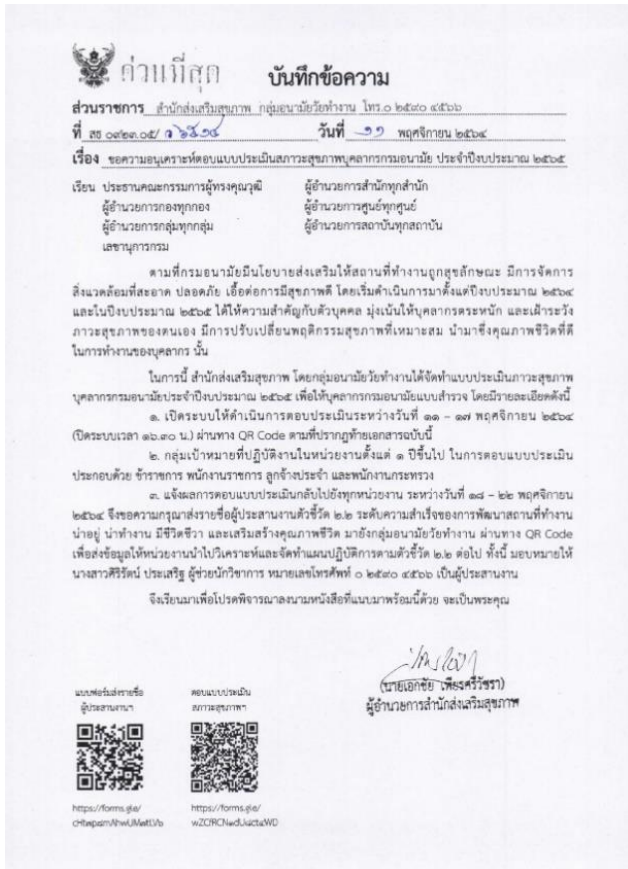 ด่วนที่สุด
บันทึกข้อความ
ส่วนราชการ สำนักส่งเสริมสุขภาพ กลุ่มอนามัยวัยทำงาน โทร.๐ ๒๕๙๐ ๔๕๖๖
ที่ สธ ๐๙๒๓.๐๕/ วันที่ ๑๑ พฤศจิกายน ๒๕๖๔
เรื่อง ขอความอนุเคราะห์ตอบแบบประเมินสภาวะสุขภาพบุคลากรกรมอนามัย ประจำปีงบประมาณ ๒๕๖๕
เรียน ประธานคณะกรรมการผู้ทรงคุณวุฒิ ผู้อำนวยการสำนักทุกสำนัก
ผู้อำนวยการกองทุกกอง ผู้อำนวยการศูนย์ทุกศูนย์
ผู้อำนวยการกลุ่มทุกกลุ่ม ผู้อำนวยการสถาบันทุกสถาบัน
เลขานุการกรม
ตามที่กรมอนามัยมีนโยบายส่งเสริมให้สถานที่ทำงานถูกสุขลักษณะ มีการจัดการ
สิ่งแวดล้อมที่สะอาด ปลอดภัย เอื้อต่อการมีสุขภาพดี โดยเริ่มดำเนินการมาตั้งแต่ปีงบประมาณ ๒๕๖๔
และในปีงบประมาณ ๒๕๖๕ ได้ให้ความสำคัญกับตัวบุคคล มุ่งเน้นให้บุคลากรตระหนัก และเฝ้าระวัง
ภาวะสุขภาพของตนเอง มีการปรับเปลี่ยนพฤติกรรมสุขภาพที่เหมาะสม นำมาซึ่งคุณภาพชีวิตที่ดี
ในการทำงานของบุคลากร นั้น
ในการนี้ สำนักส่งเสริมสุขภาพ โดยกลุ่มอนามัยวัยทำงานได้จัดทำแบบประเมินภาวะสุขภาพ
บุคลากรกรมอนามัยประจำปีงบประมาณ ๒๕๖๕ เพื่อให้บุคลากรกรมอนามัยแบบสำรวจ โดยมีรายละเอียดดังนี้
๑. เปิดระบบให้ดำเนินการตอบประเมินระหว่างวันที่ ๑๑ – ๑๗ พฤศจิกายน ๒๕๖๔
(ปิดระบบเวลา ๑๖.๓๐ น.) ผ่านทาง QR Code ตามที่ปรากฏท้ายเอกสารฉบับนี้
๒. กลุ่มเป้าหมายที่ปฏิบัติงานในหน่วยงานตั้งแต่ ๑ ปีขึ้นไป ในการตอบแบบประเมิน
ประกอบด้วย ข้าราชการ พนักงานราชการ ลูกจ้างประจำ และพนักงานกระทรวง
๓. แจ้งผลการตอบแบบประเมินกลับไปยังทุกหน่วยงาน ระหว่างวันที่ ๑๘ – ๒๒ พฤศจิกายน
๒๕๖๔ จึงขอความกรุณาส่งรายชื่อผู้ประสานงานตัวชี้วัด ๒.๒ ระดับความสำเร็จของการพัฒนาสถานที่ทำงาน
น่าอยู่ น่าทำงาน มีชีวิตชีวา และเสริมสร้างคุณภาพชีวิต มายังกลุ่มอนามัยวัยทำงาน ผ่านทาง QR Code
เพื่อส่งข้อมูลให้หน่วยงานนำไปวิเคราะห์และจัดทำแผนปฏิบัติการตามตัวชี้วัด ๒.๒ ต่อไป ทั้งนี้ มอบหมายให้
นางสาวศิริรัตน์ ประเสริฐ ผู้ช่วยนักวิชาการ หมายเลขโทรศัพท์ ๐ ๒๕๙๐ ๔๕๖๖ เป็นผู้ประสานงาน
จึงเรียนมาเพื่อโปรดพิจารณาลงนามหนังสือที่แนบมาพร้อมนี้ด้วย จะเป็นพระคุณ
(นายเอกชัย เพียรศรีวัชรา)
ผู้อำนวยการสำนักส่งเสริมสุขภาพ
แบบฟอร์มส่งรายชื่อ ตอบแบบประเมิน
ผู้ประสานงานฯ สภาวะสุขภาพฯ
https://forms.gle/ https://forms.gle/